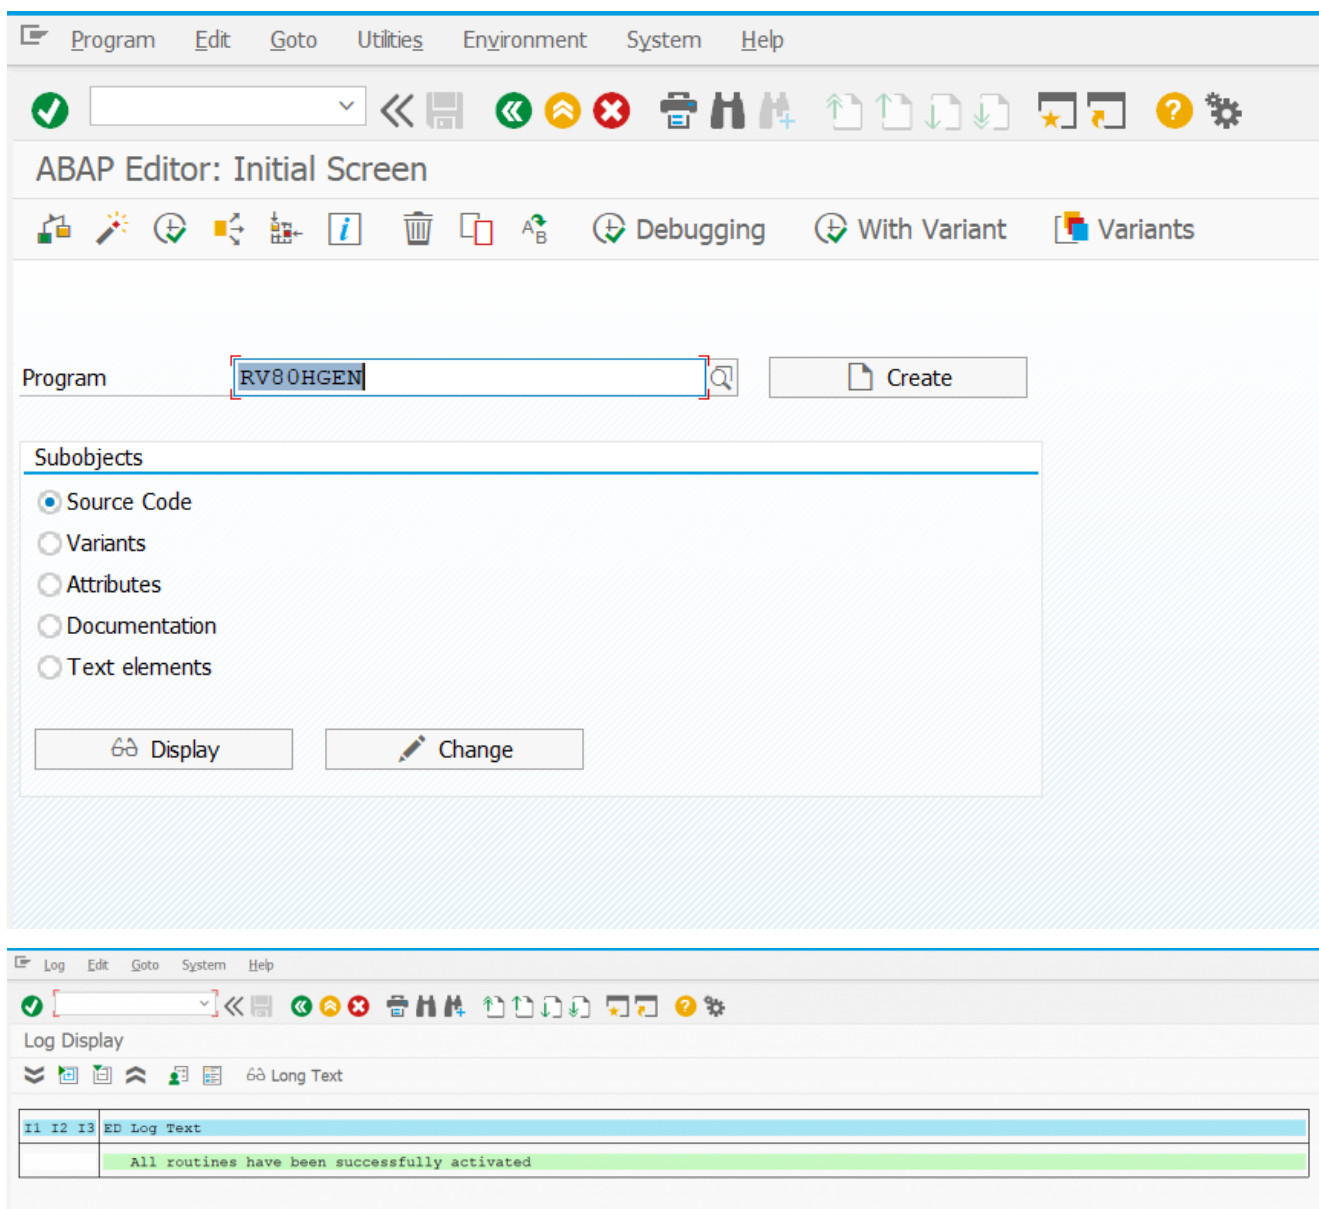 Program Edit Goto Utilities Environment System Help
ABAP Editor: Initial Screen
Debugging With Variant Variants
Program RV80HGEN Create
Subobjects
Source Code
Variants
Attributes
Documentation
Text elements
Display Change
Log Edit Goto System Help
Log Display
Long Text
I1 I2 I3 ED Log Text
All routines have been successfully activated